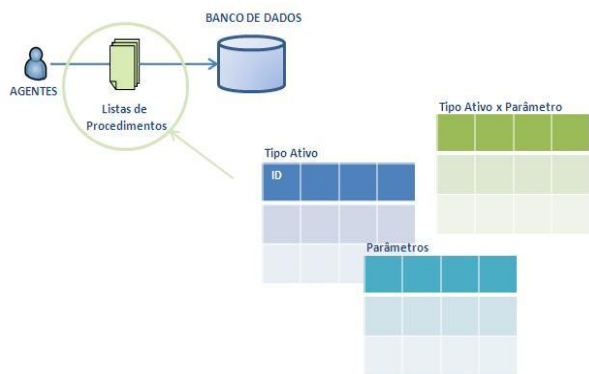 BANCO DE DADOS
AGENTES
Listas de
Procedimentos
Tipo Ativo x Parâmetro
Tipo Ativo
ID
Parâmetros